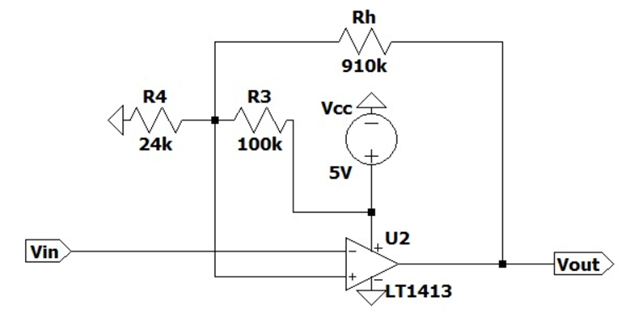 Rh
910k
R4
R3
Vcc
−
24k
100k
+
5V
U2
Vin
−
+
+
−
Vout
LT1413